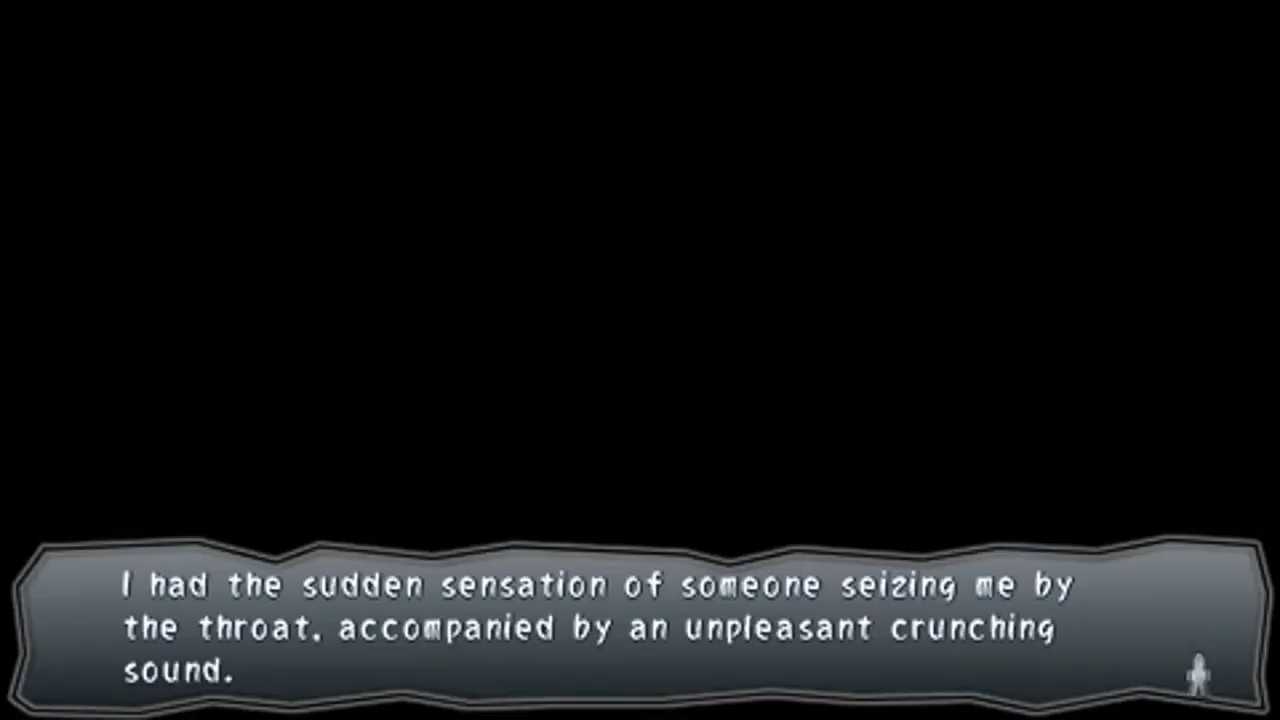 I had the sudden sensation of someone seizing me by
the throat, accompanied by an unpleasant crunching
sound.